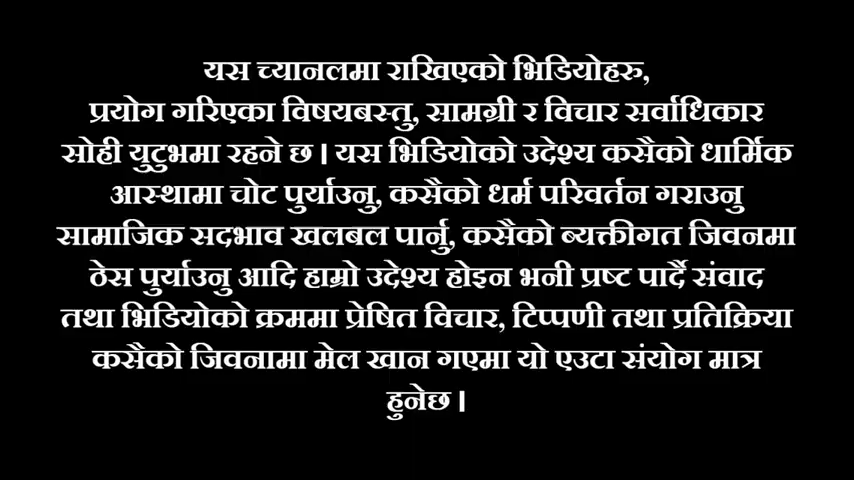 यस च्यानलमा राखिएको भिडियोहरु,
प्रयोग गरिएका विषयबस्तु, सामग्री र विचार सर्वाधिकार
सोही युटुभमा रहने छ । यस भिडियोको उदेश्य कसैको धार्मिक
आस्थामा चोट पुर्याउनु, कसैको धर्म परिवर्तन गराउनु
सामाजिक सदभाव खलबल पार्नु, कसैको ब्यक्तीगत जिवनमा
ठेस पुर्याउनु आदि हाम्रो उदेश्य होइन भनी प्रष्ट पार्दै संवाद
तथा भिडियोको क्रममा प्रेषित विचार, टिप्पणी तथा प्रतिक्रिया
कसैको जिवनामा मेल खान गएमा यो एउटा संयोग मात्र
हुनेछ ।